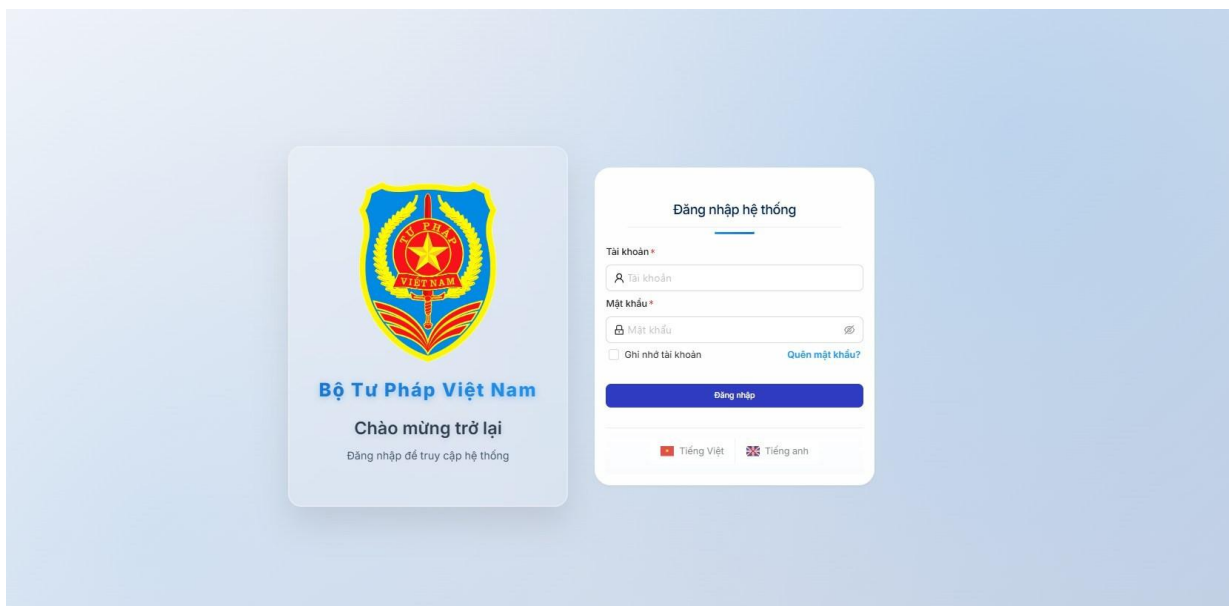 TƯ PHÁP
VIỆT NAM
Bộ Tư Pháp Việt Nam
Chào mừng trở lại
Đăng nhập để truy cập hệ thống
Đăng nhập hệ thống
Tài khoản *
Tài khoản
Mật khẩu *
Mật khẩu
Ghi nhớ tài khoản Quên mật khẩu?
Đăng nhập
Tiếng Việt Tiếng anh